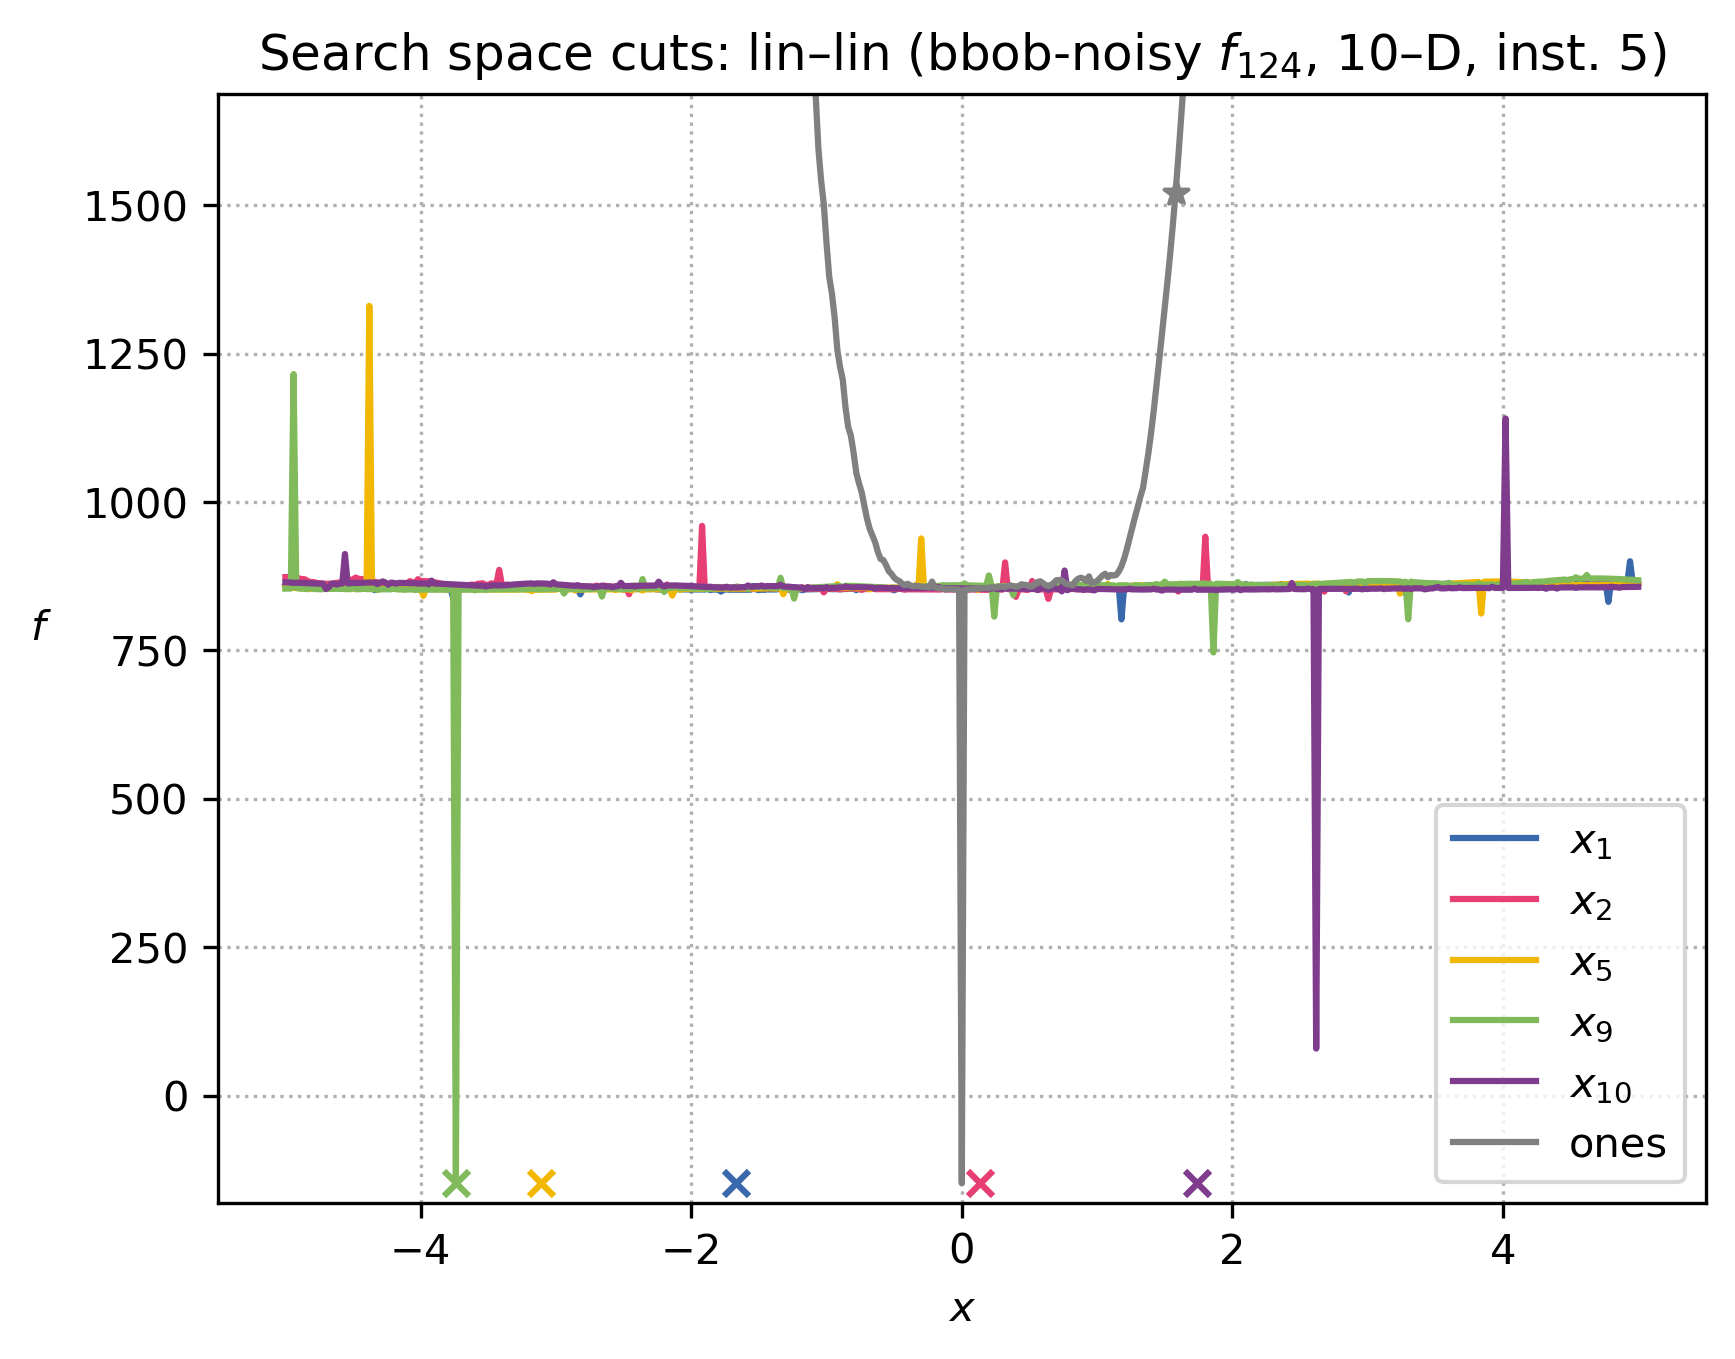 Search space cuts: lin–lin (bbob-noisy f₁₂₄, 10–D, inst. 5)
1500
1250
1000
750
500
250
0
f
x₁
x₂
x₅
x₉
x₁₀
ones
−4 −2 0 2 4
x